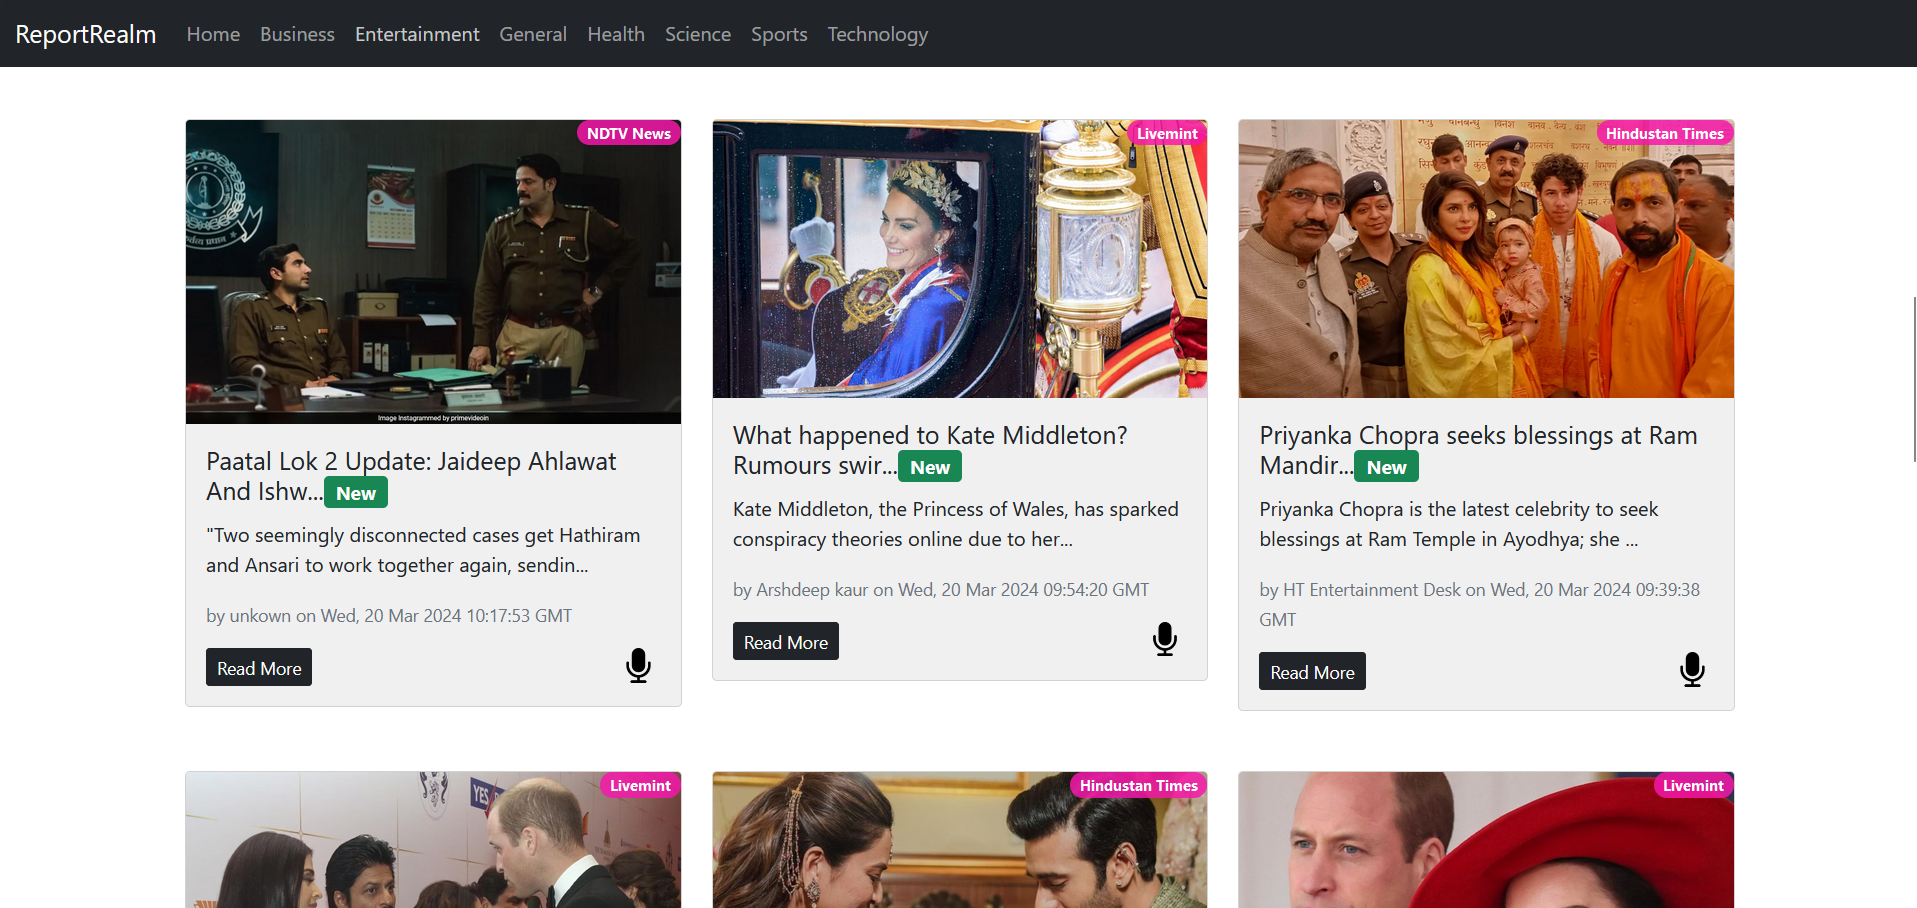 ReportRealm Home Business Entertainment General Health Science Sports Technology
NDTV News
Image Instagrammed by primevideoin
Paatal Lok 2 Update: Jaideep Ahlawat
And Ishw... New
"Two seemingly disconnected cases get Hathiram
and Ansari to work together again, sendin...
by unkown on Wed, 20 Mar 2024 10:17:53 GMT
Read More
Livemint
What happened to Kate Middleton?
Rumours swir... New
Kate Middleton, the Princess of Wales, has sparked
conspiracy theories online due to her...
by Arshdeep kaur on Wed, 20 Mar 2024 09:54:20 GMT
Read More
Hindustan Times
Priyanka Chopra seeks blessings at Ram
Mandir... New
Priyanka Chopra is the latest celebrity to seek
blessings at Ram Temple in Ayodhya; she ...
by HT Entertainment Desk on Wed, 20 Mar 2024 09:39:38
GMT
Read More
Livemint
YES
Hindustan Times
Livemint